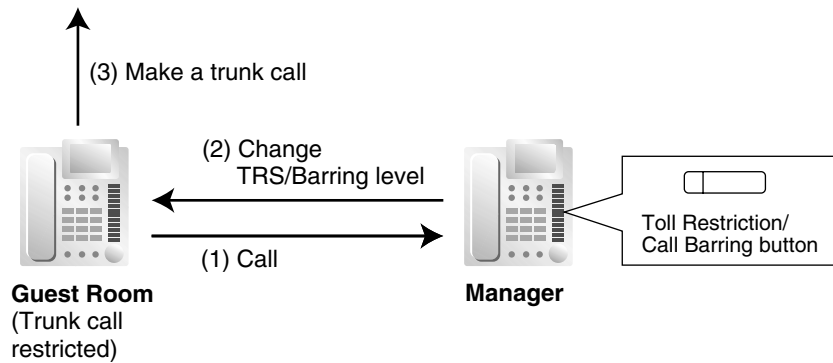 (3) Make a trunk call
(2) Change
TRS/Barring level
(1) Call
Toll Restriction/
Call Barring button
Guest Room
(Trunk call
restricted)
Manager